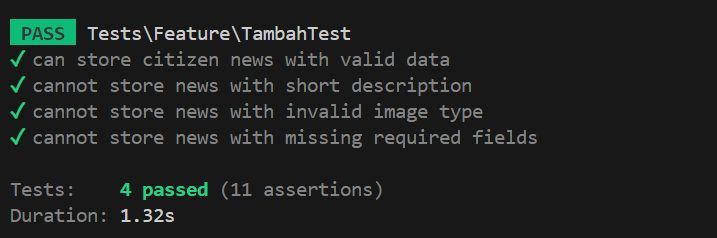 PASS Tests\Feature\TambahTest
✓ can store citizen news with valid data
✓ cannot store news with short description
✓ cannot store news with invalid image type
✓ cannot store news with missing required fields
Tests: 4 passed (11 assertions)
Duration: 1.32s